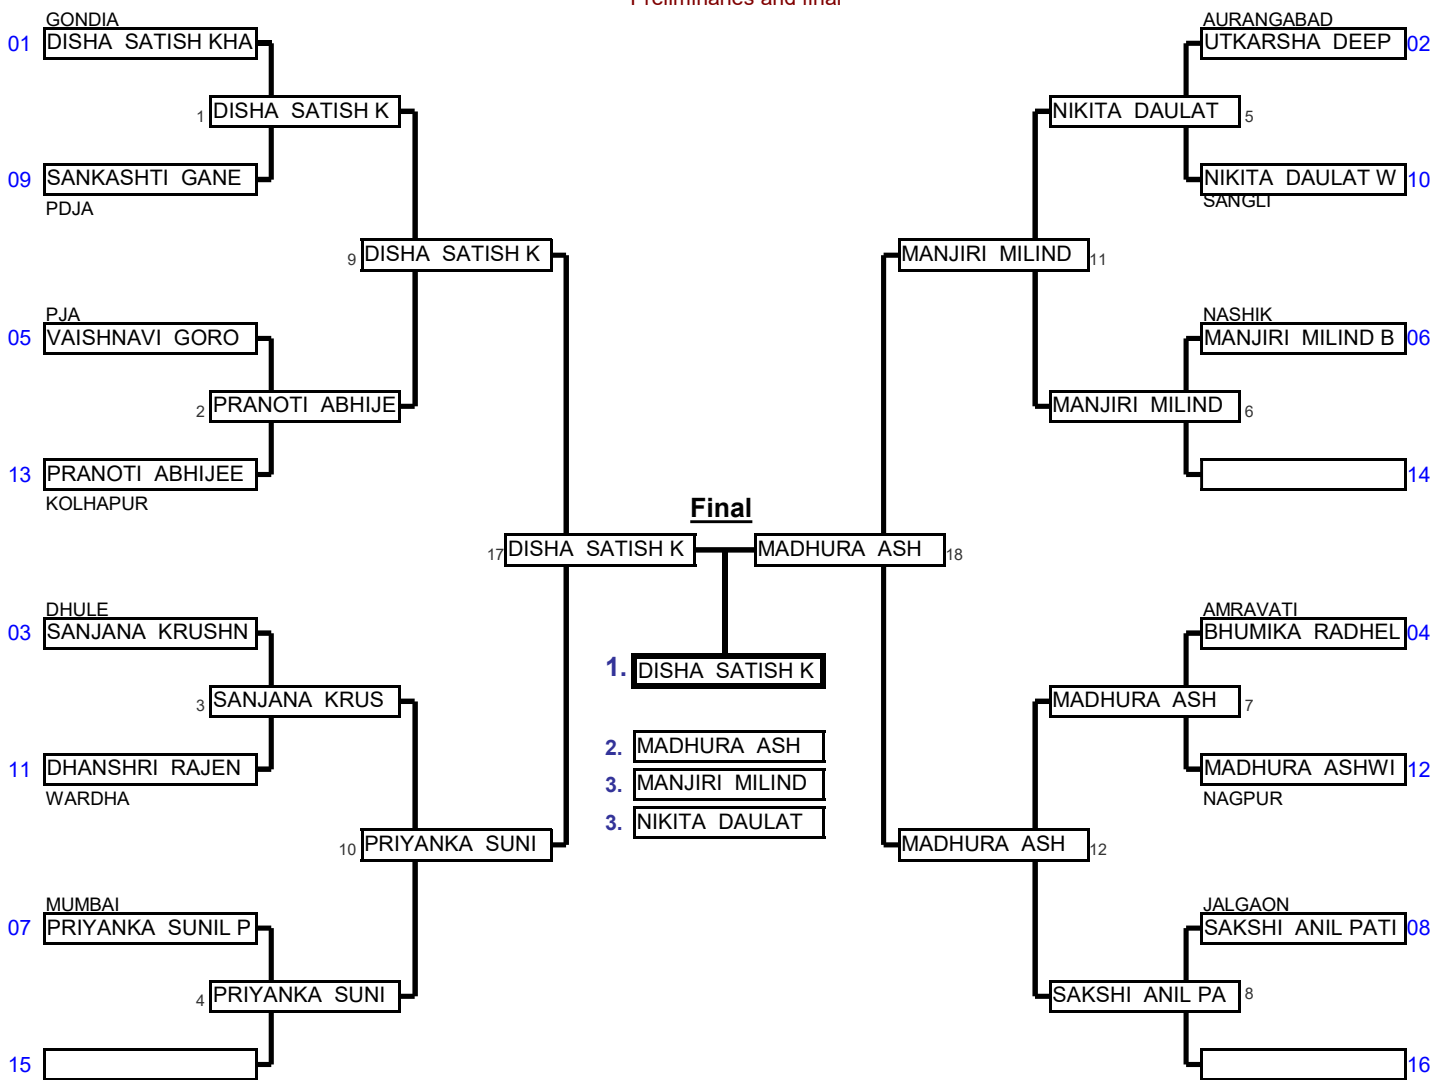 Preliminaries and final
GONDIA
01 DISHA SATISH KHA
1 DISHA SATISH K
09 SANKASHTI GANE
PDJA
9 DISHA SATISH K
PJA
05 VAISHNAVI GORO
2 PRANOTI ABHIJE
13 PRANOTI ABHIJEE
KOLHAPUR
17 DISHA SATISH K
DHULE
03 SANJANA KRUSHN
3 SANJANA KRUS
11 DHANSHRI RAJEN
WARDHA
10 PRIYANKA SUNI
MUMBAI
07 PRIYANKA SUNIL P
4 PRIYANKA SUNI
15
Final
1. DISHA SATISH K
2. MADHURA ASH
3. MANJIRI MILIND
3. NIKITA DAULAT
AURANGABAD
UTKARSHA DEEP 02
NIKITA DAULAT 5
NIKITA DAULAT W 10
SANGLI
MANJIRI MILIND 11
NASHIK
MANJIRI MILIND B 06
MANJIRI MILIND 6
14
MADHURA ASH 18
AMRAVATI
BHUMIKA RADHEL 04
MADHURA ASH 7
MADHURA ASHWI 12
NAGPUR
MADHURA ASH 12
JALGAON
SAKSHI ANIL PATI 08
SAKSHI ANIL PA 8
16